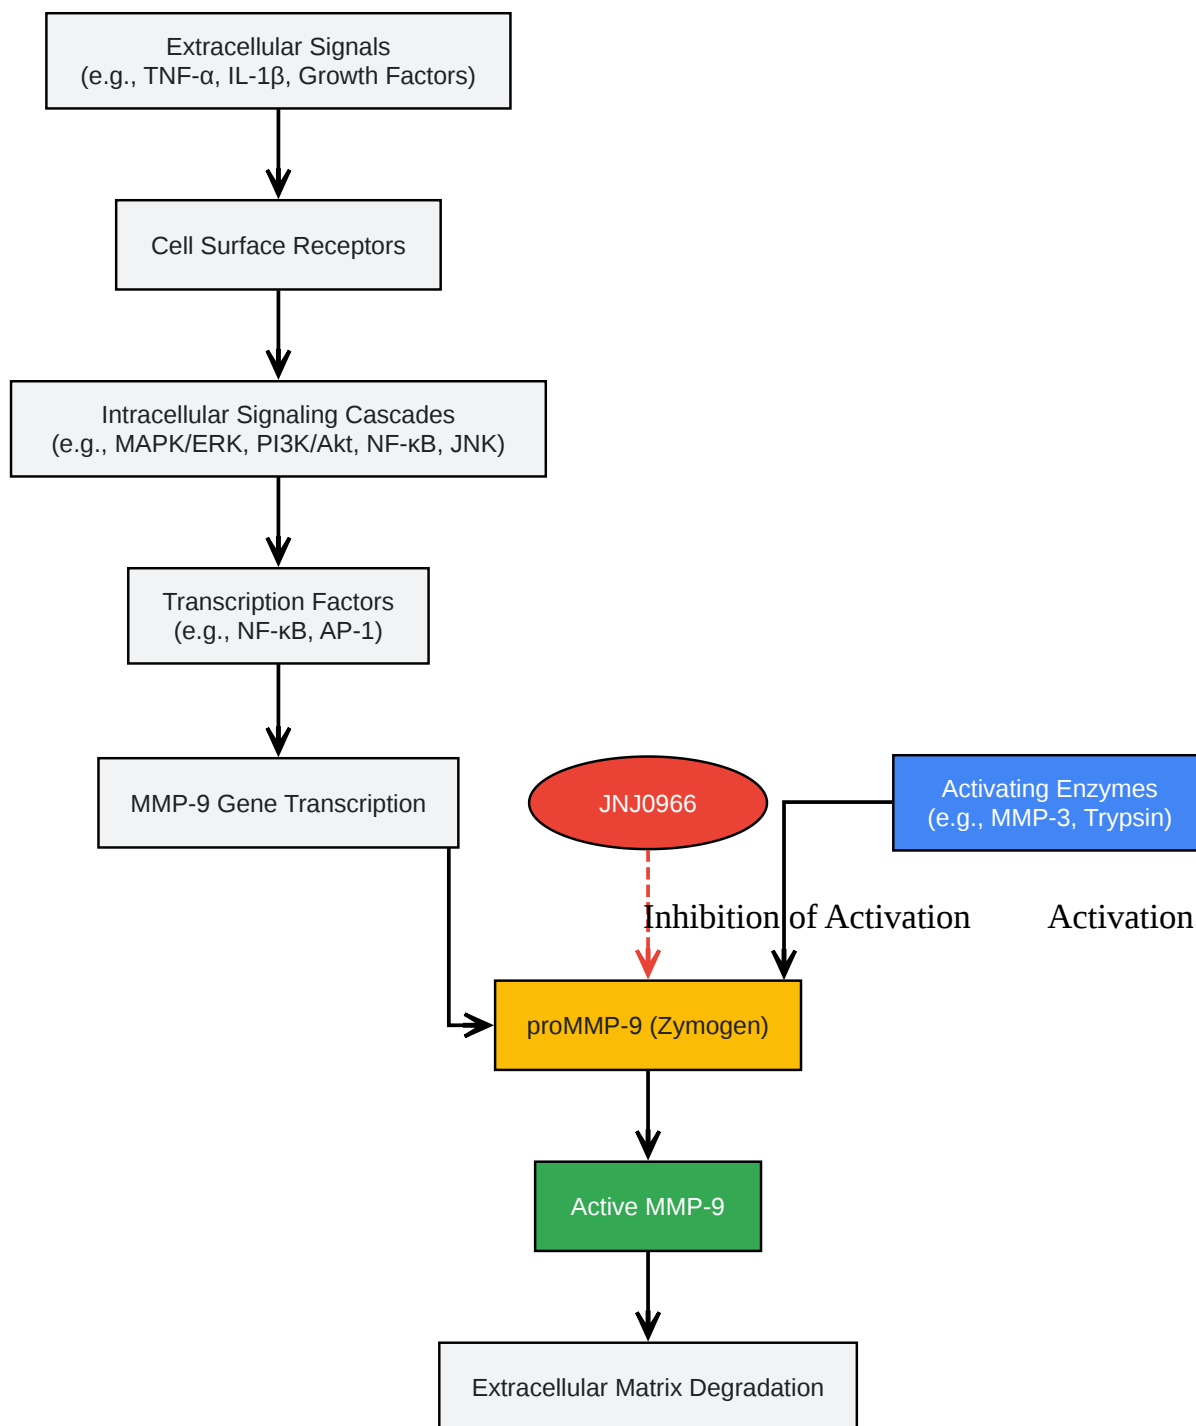 Extracellular Signals
(e.g., TNF-α, IL-1β, Growth Factors)
Cell Surface Receptors
Intracellular Signaling Cascades
(e.g., MAPK/ERK, PI3K/Akt, NF-κB, JNK)
Transcription Factors
(e.g., NF-κB, AP-1)
MMP-9 Gene Transcription
JNJ0966
Activating Enzymes
(e.g., MMP-3, Trypsin)
Inhibition of Activation
Activation
proMMP-9 (Zymogen)
Active MMP-9
Extracellular Matrix Degradation